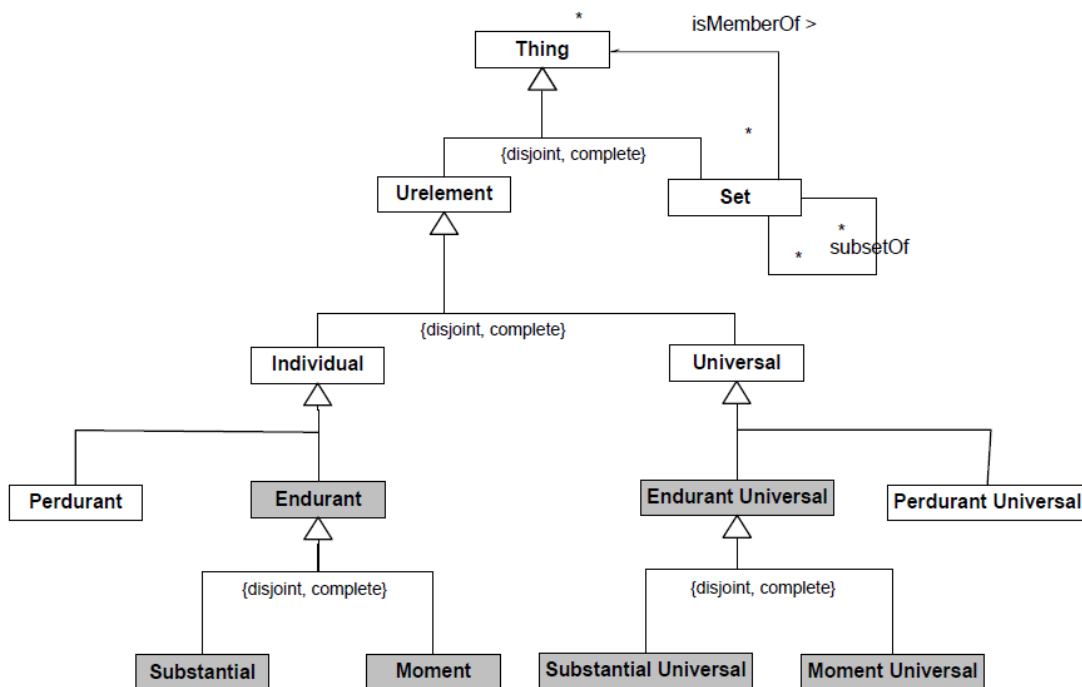 *
isMemberOf >
Thing
*
{disjoint, complete}
Urelement
Set
*
*
subsetOf
{disjoint, complete}
Individual
Universal
Perdurant
Endurant
Endurant Universal
Perdurant Universal
{disjoint, complete}
{disjoint, complete}
Substantial
Moment
Substantial Universal
Moment Universal